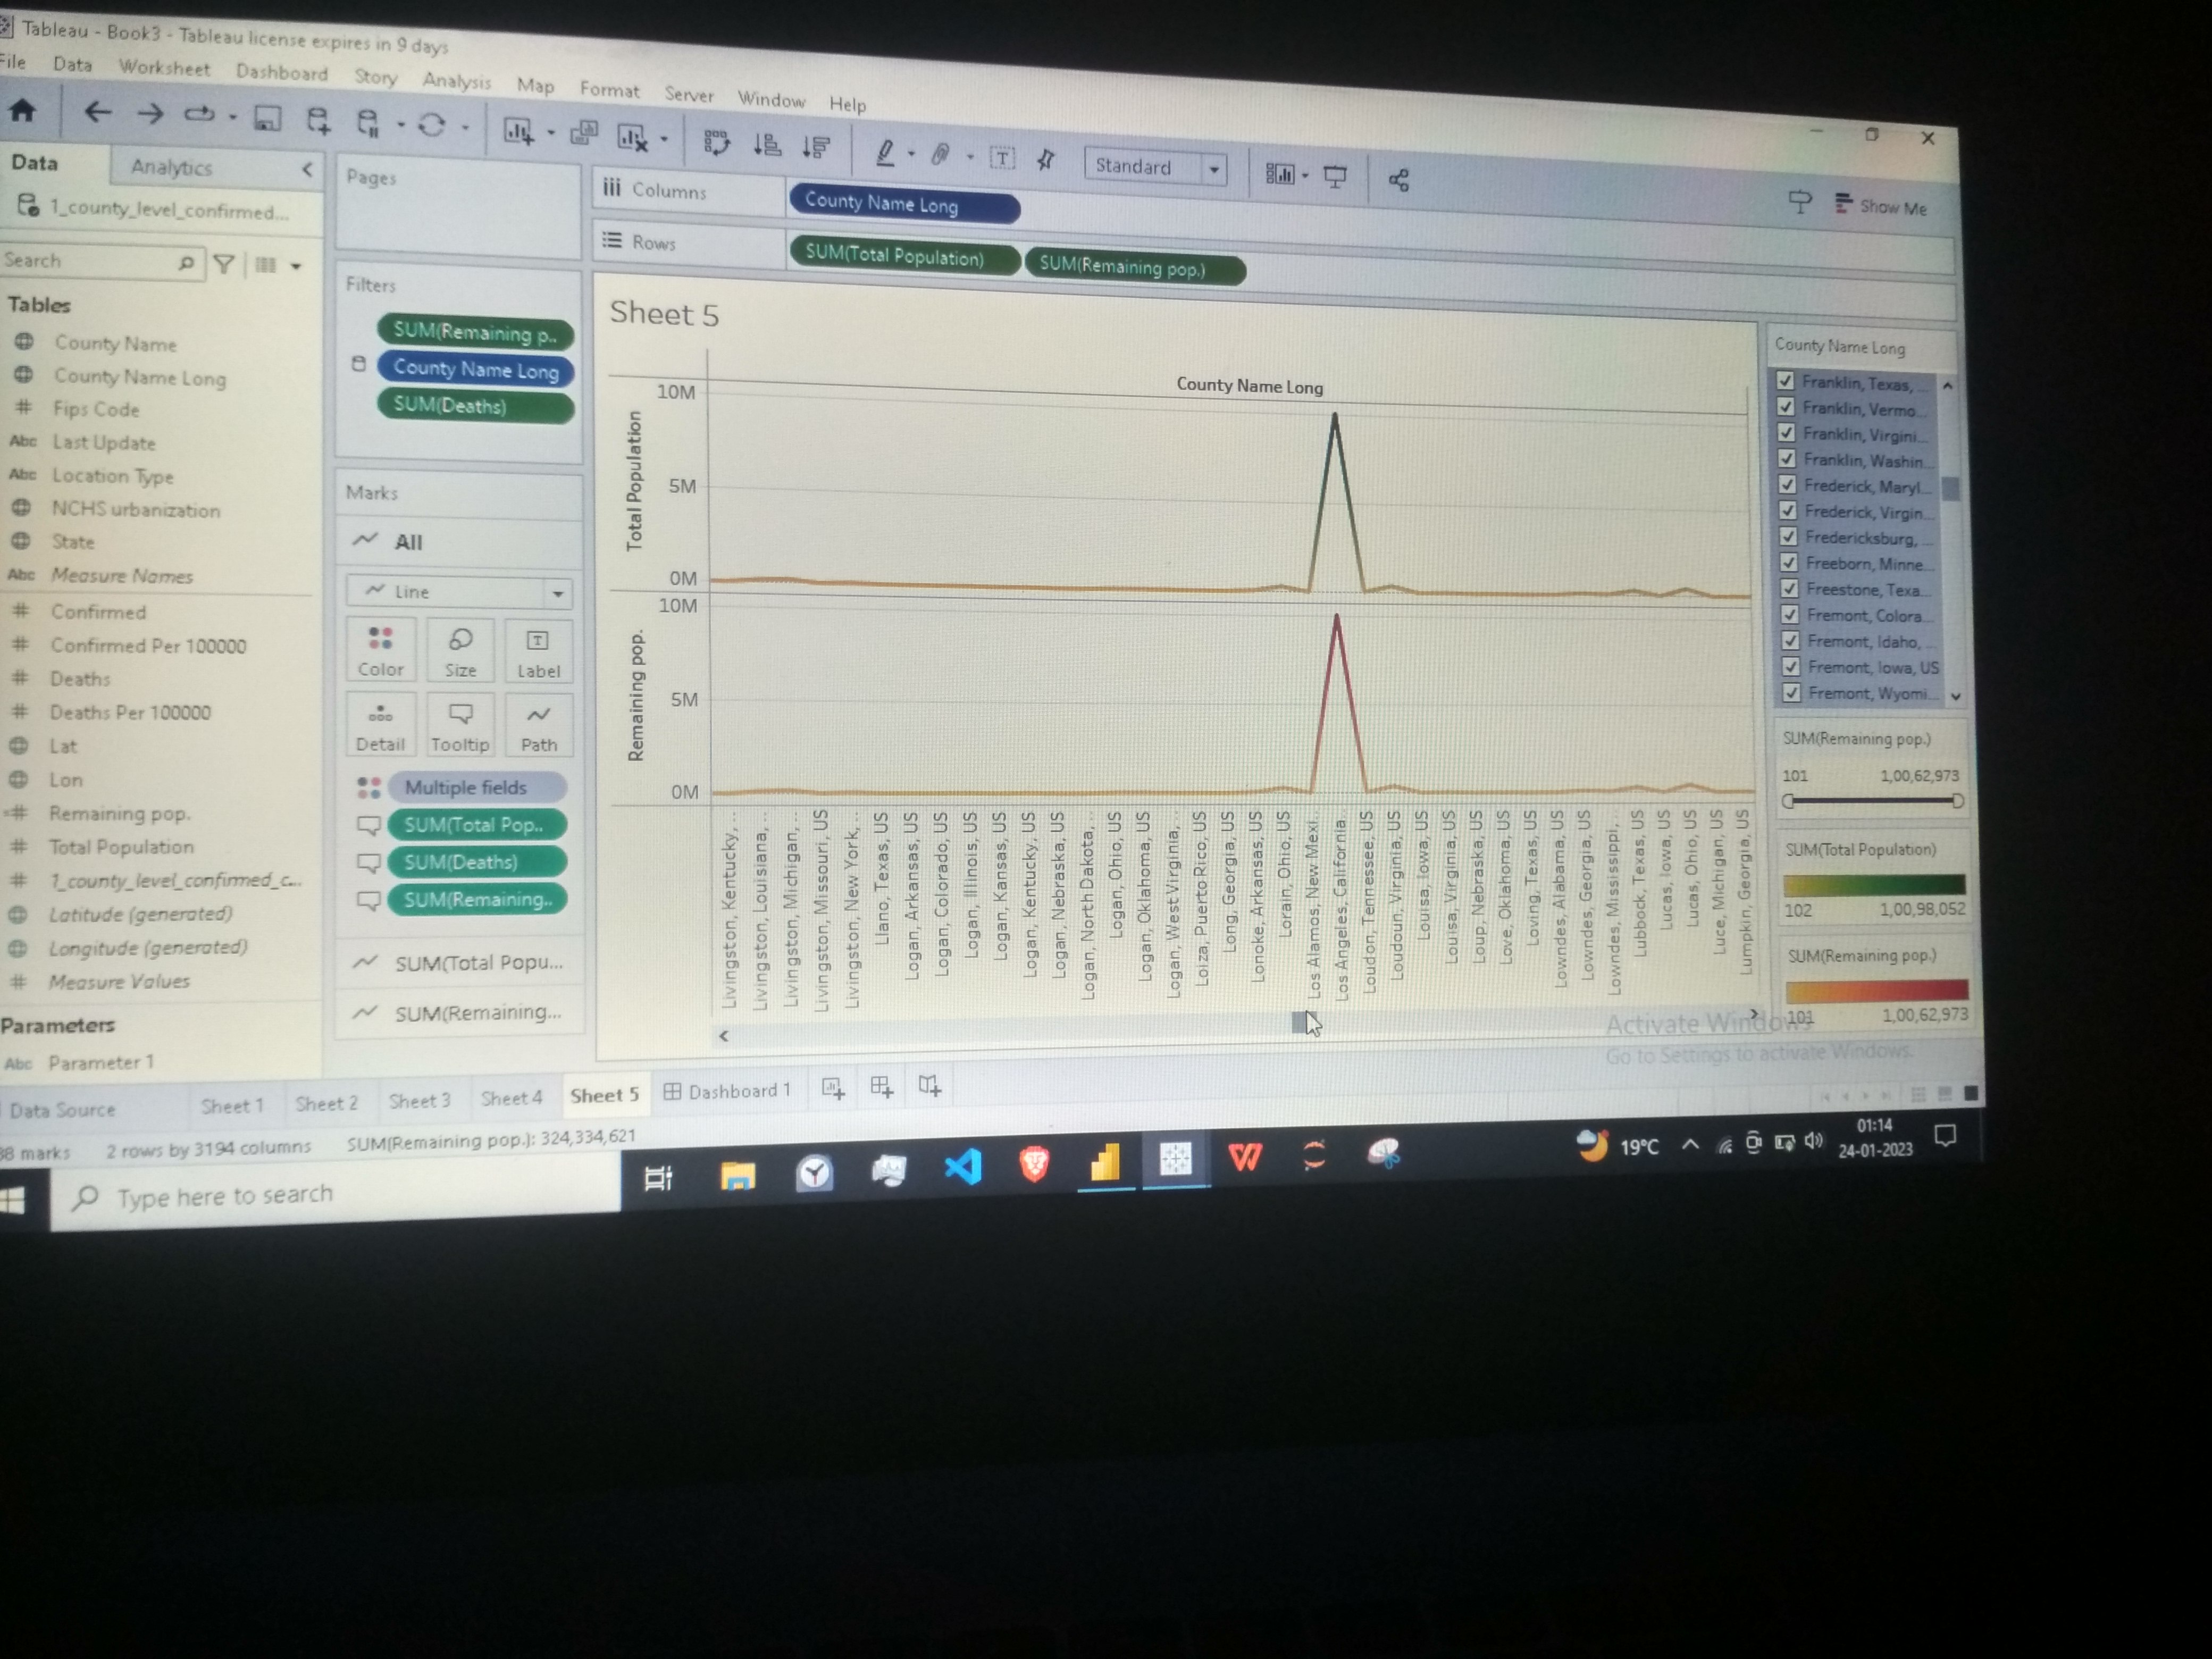 Tableau - Book3 - Tableau license expires in 9 days
File Data Worksheet Dashboard Story Analysis Map Format Server Window Help
Standard
Show Me
Data Analytics
1_county_level_confirmed...
Search
Tables
County Name
County Name Long
# Fips Code
Abc Last Update
Abc Location Type
NCHS urbanization
State
Abc Measure Names
# Confirmed
# Confirmed Per 100000
# Deaths
# Deaths Per 100000
Lat
Lon
=# Remaining pop.
# Total Population
# 1_county_level_confirmed_c...
Latitude (generated)
Longitude (generated)
# Measure Values
Parameters
Abc Parameter 1
Pages
Filters
SUM(Remaining p..
County Name Long
SUM(Deaths)
Marks
All
Line
Color Size Label
Detail Tooltip Path
Multiple fields
SUM(Total Pop..
SUM(Deaths)
SUM(Remaining..
SUM(Total Popu...
SUM(Remaining...
iii Columns County Name Long
Rows SUM(Total Population) SUM(Remaining pop.)
Sheet 5
County Name Long
Total Population
10M
5M
0M
Remaining pop.
10M
5M
0M
Livingston, Kentucky, ..
Livingston, Louisiana, ..
Livingston, Michigan, ..
Livingston, Missouri, US
Livingston, New York, ..
Llano, Texas, US
Logan, Arkansas, US
Logan, Colorado, US
Logan, Illinois, US
Logan, Kansas, US
Logan, Kentucky, US
Logan, Nebraska, US
Logan, North Dakota, ..
Logan, Ohio, US
Logan, Oklahoma, US
Logan, West Virginia,
Loiza, Puerto Rico, US
Long, Georgia, US
Lonoke, Arkansas, US
Lorain, Ohio, US
Los Alamos, New Mexi..
Los Angeles, California,
Loudon, Tennessee, US
Loudoun, Virginia, US
Louisa, Iowa, US
Louisa, Virginia, US
Loup, Nebraska, US
Love, Oklahoma, US
Loving, Texas, US
Lowndes, Alabama, US
Lowndes, Georgia, US
Lowndes, Mississippi, ..
Lubbock, Texas, US
Lucas, Iowa, US
Lucas, Ohio, US
Luce, Michigan, US
Lumpkin, Georgia, US
County Name Long
Franklin, Texas, ...
Franklin, Vermo...
Franklin, Virgini...
Franklin, Washin...
Frederick, Maryl...
Frederick, Virgin...
Fredericksburg, ...
Freeborn, Minne...
Freestone, Texa...
Fremont, Colora...
Fremont, Idaho, ...
Fremont, Iowa, US
Fremont, Wyomi...
SUM(Remaining pop.)
101 1,00,62,973
SUM(Total Population)
102 1,00,98,052
SUM(Remaining pop.)
101 1,00,62,973
Activate Windows
Go to Settings to activate Windows.
Data Source Sheet 1 Sheet 2 Sheet 3 Sheet 4 Sheet 5 Dashboard 1
marks 2 rows by 3194 columns SUM(Remaining pop.): 324,334,621
Type here to search
19°C
01:14
24-01-2023